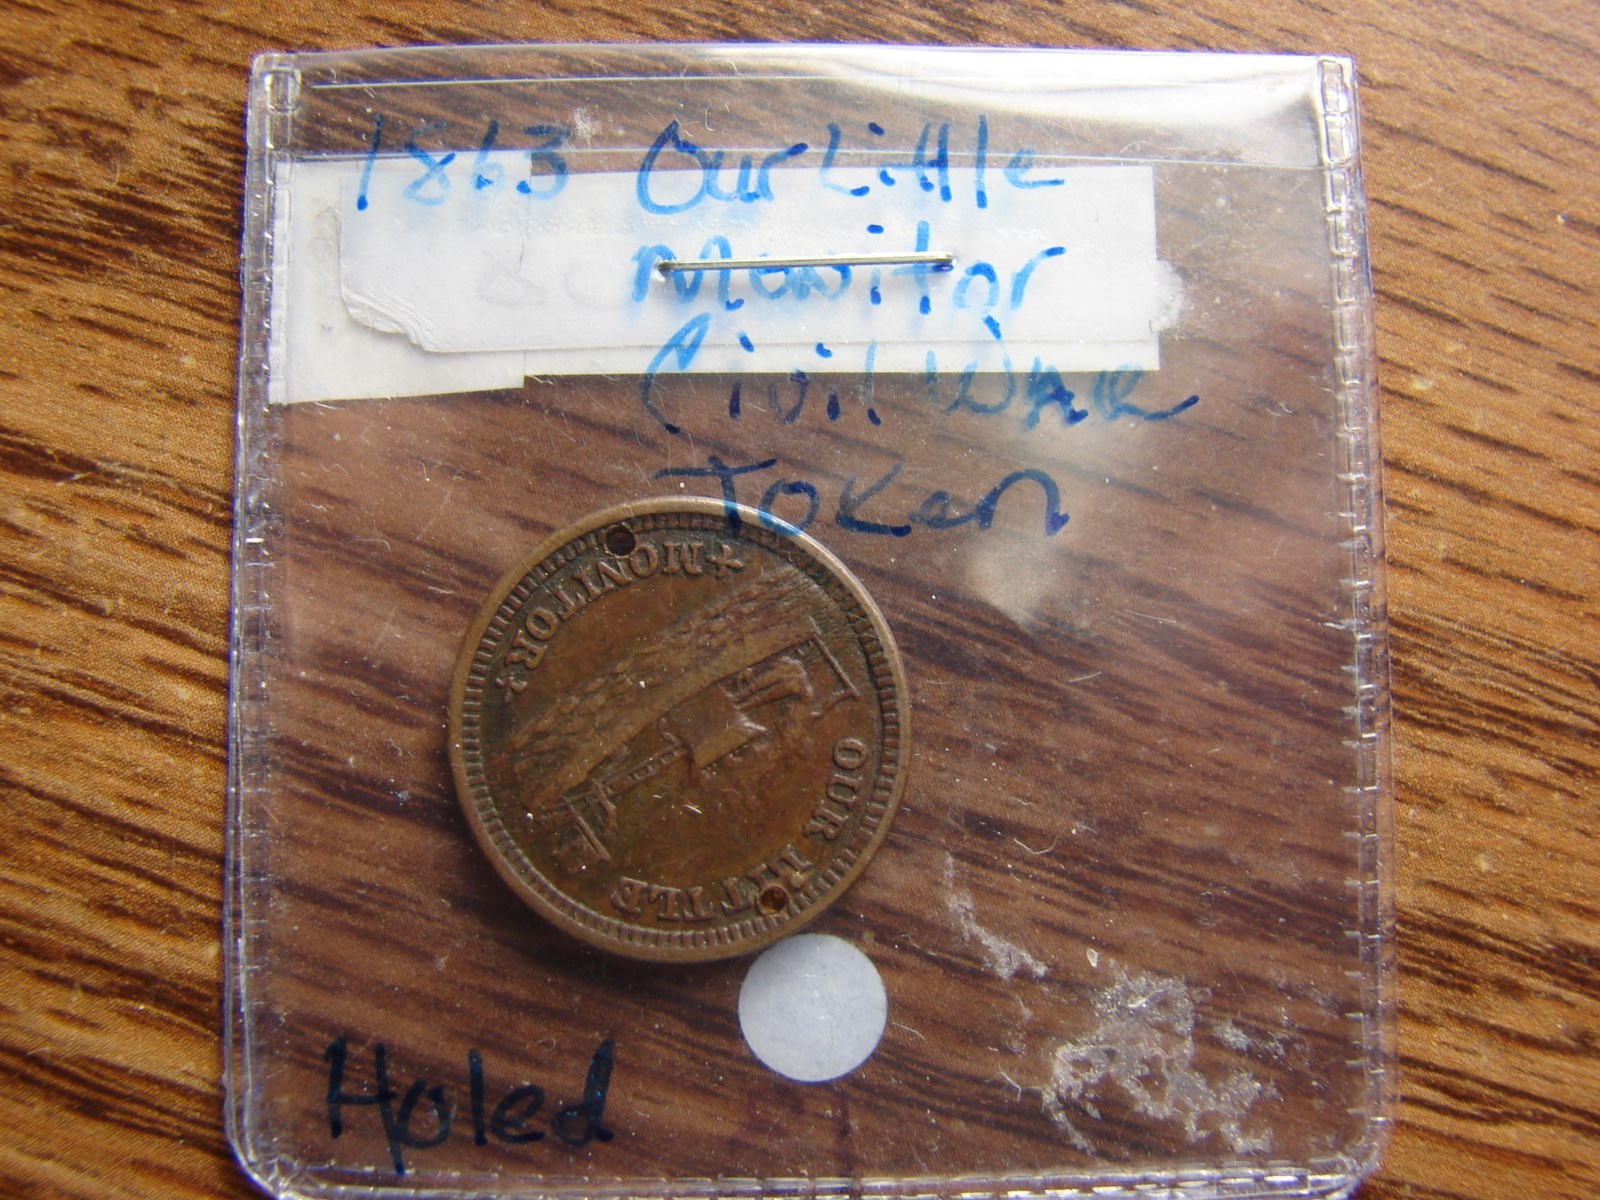 1863 Our Little
Monitor
Civil War
Token
OUR LITTLE
MONITOR
Holed